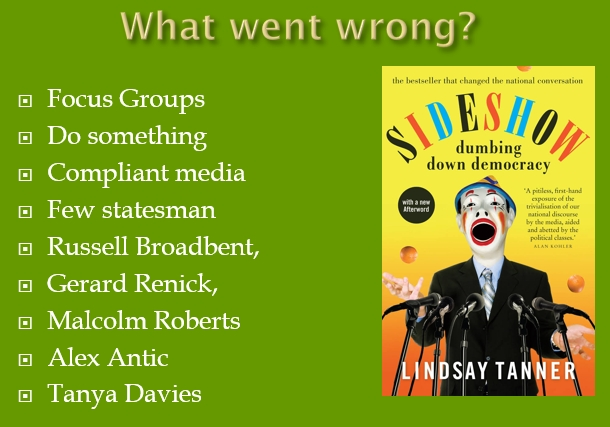 What went wrong?
Focus Groups
Do something
Compliant media
Few statesman
Russell Broadbent,
Gerard Renick,
Malcolm Roberts
Alex Antic
Tanya Davies
the bestseller that changed the national conversation
SIDESHOW
dumbing
down democracy
with a new
Afterword
'A pitiless, first-hand
exposure of the
trivialisation of our
national discourse
by the media, aided
and abetted by the
political classes.'
ALAN KOHLER
LINDSAY TANNER